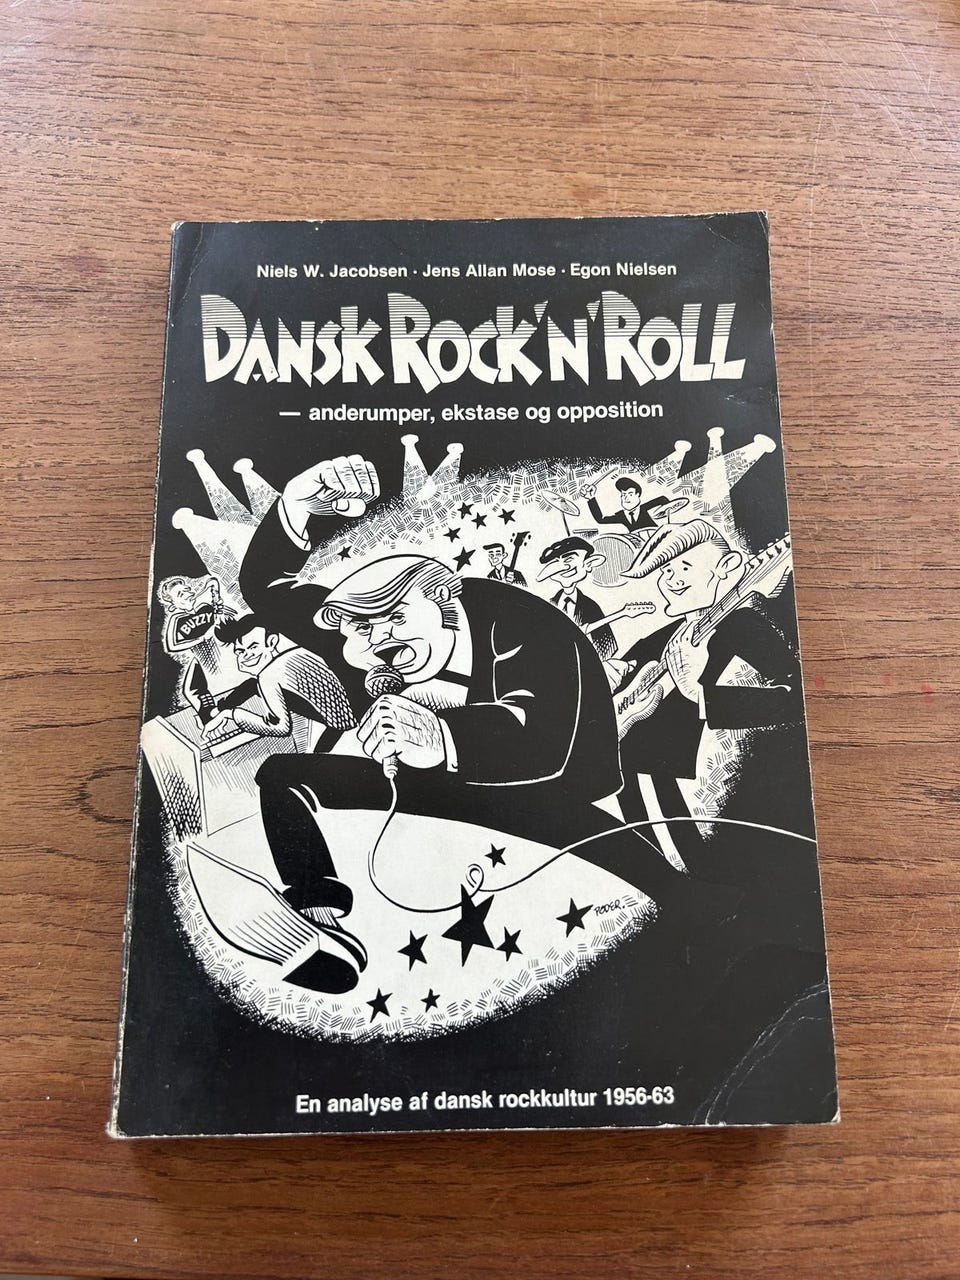 Niels W. Jacobsen · Jens Allan Mose · Egon Nielsen
DANSK ROCK'N'ROLL
— anderumper, ekstase og opposition
BUZZY
PODER.
En analyse af dansk rockkultur 1956-63